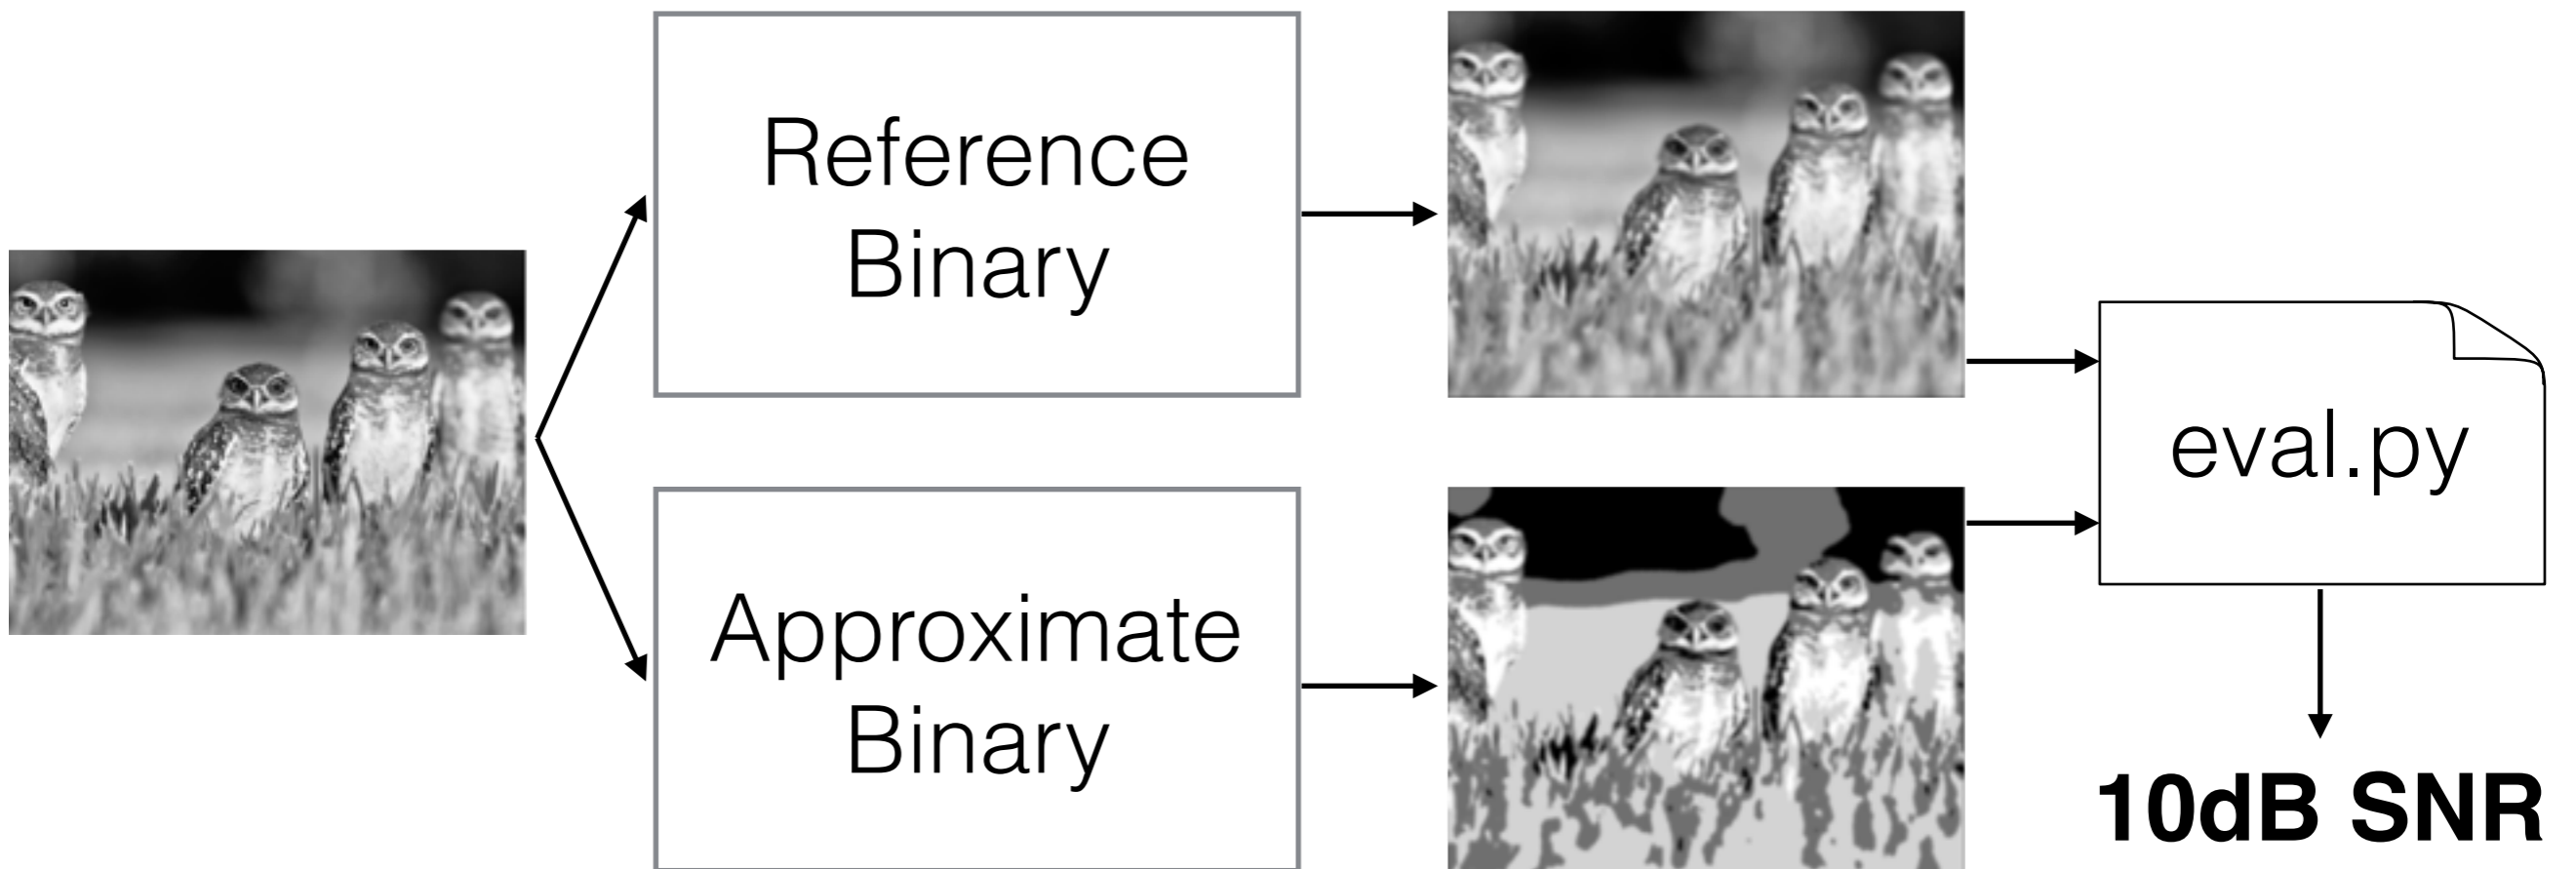 Reference
Binary
Approximate
Binary
eval.py
10dB SNR